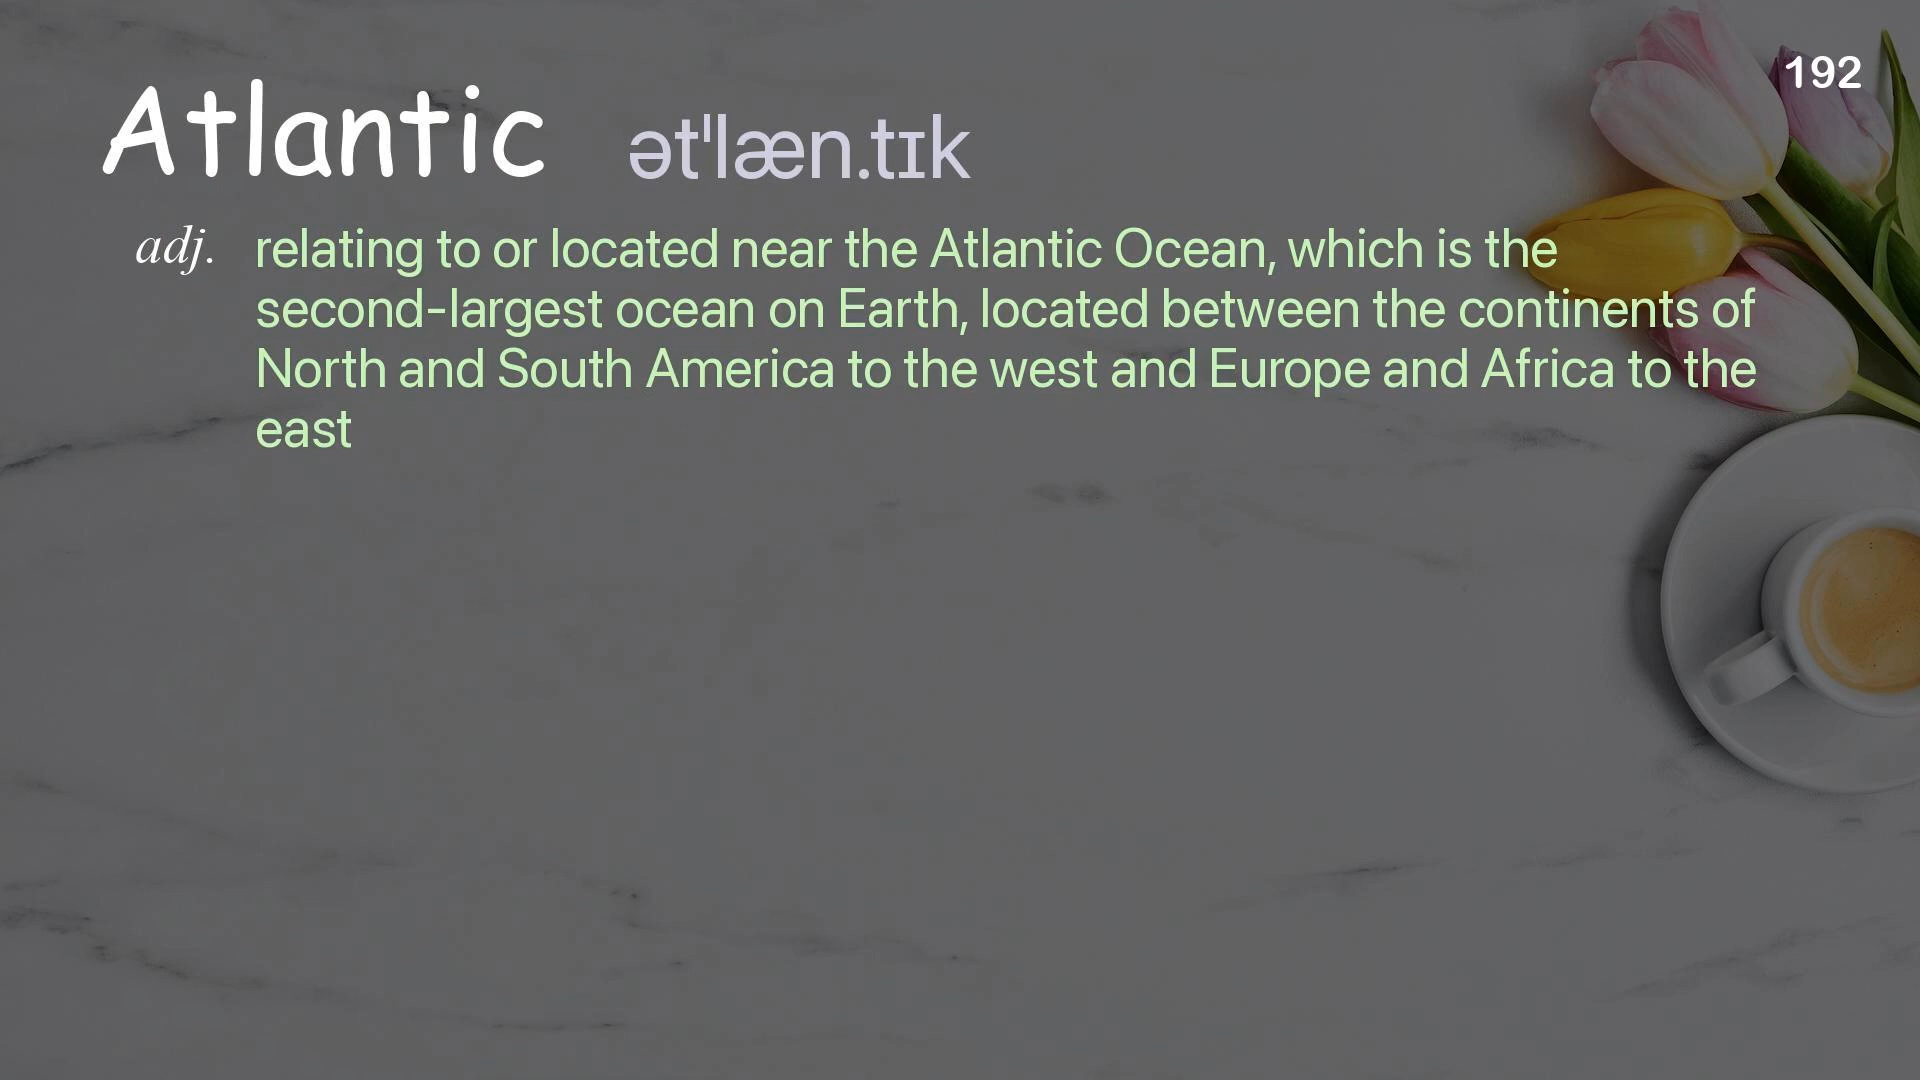 192
Atlantic ətˈlæn.tɪk
adj. relating to or located near the Atlantic Ocean, which is the
second-largest ocean on Earth, located between the continents of
North and South America to the west and Europe and Africa to the
east